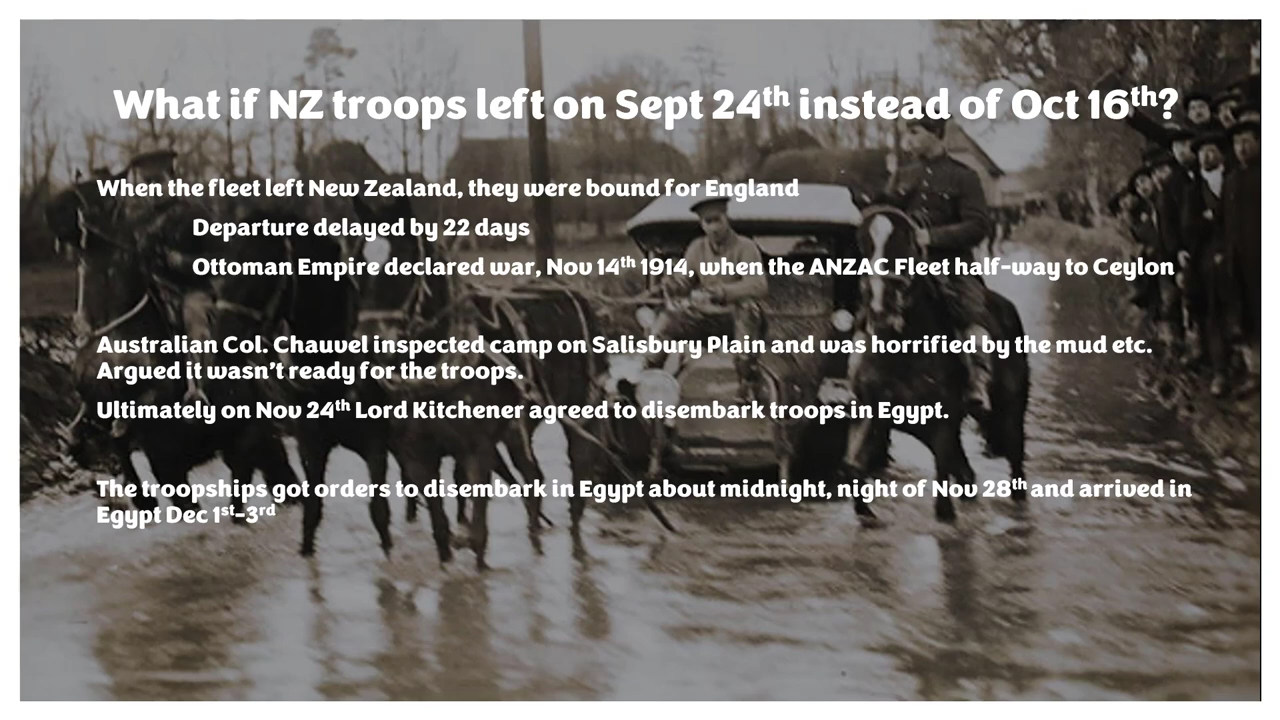 What if NZ troops left on Sept 24th instead of Oct 16th?
When the fleet left New Zealand, they were bound for England
Departure delayed by 22 days
Ottoman Empire declared war, Nov 14th 1914, when the ANZAC Fleet half-way to Ceylon
Australian Col. Chauvel inspected camp on Salisbury Plain and was horrified by the mud etc.
Argued it wasn’t ready for the troops.
Ultimately on Nov 24th Lord Kitchener agreed to disembark troops in Egypt.
The troopships got orders to disembark in Egypt about midnight, night of Nov 28th and arrived in
Egypt Dec 1st-3rd